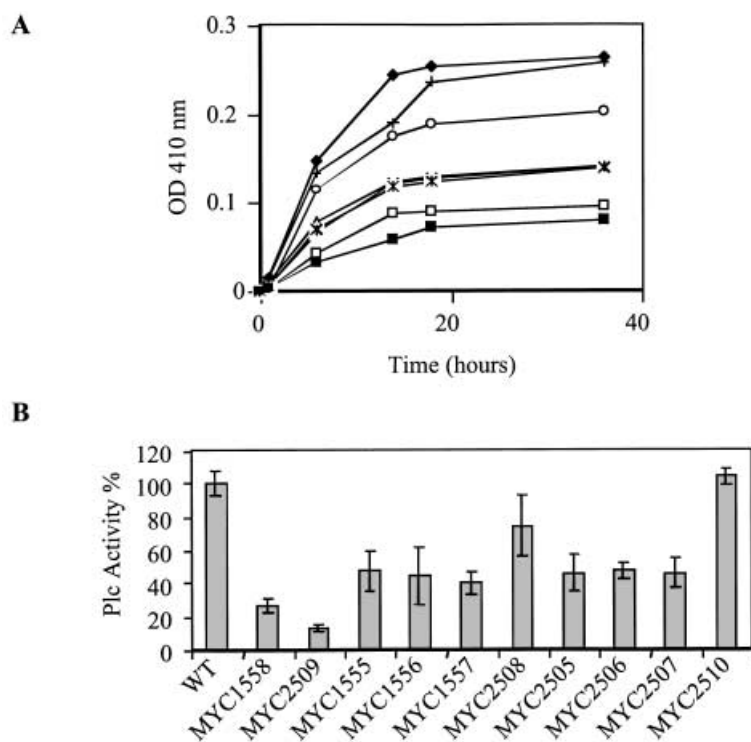 A
0.3
0.2
0.1
0
OD 410 nm
0
20
40
Time (hours)
B
120
100
80
60
40
20
0
Plc Activity %
WT
MYC1558
MYC2509
MYC1555
MYC1556
MYC1557
MYC2508
MYC2505
MYC2506
MYC2507
MYC2510